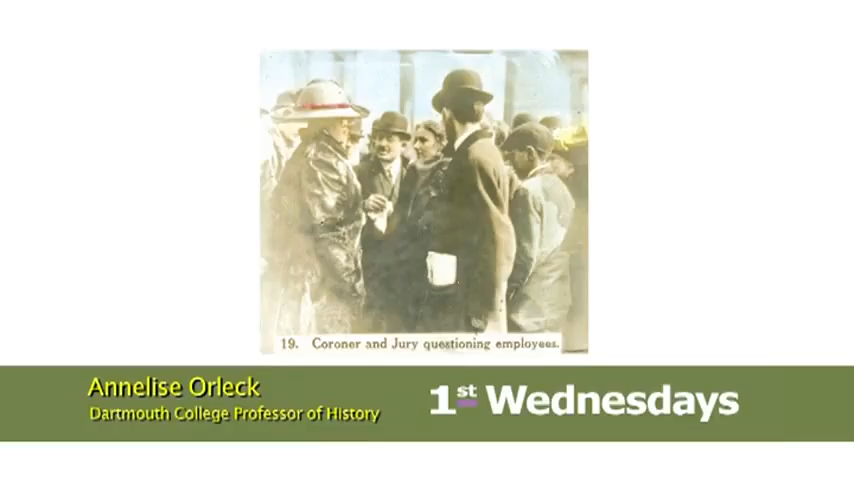 19. Coroner and Jury questioning employees.
Annelise Orleck
Dartmouth College Professor of History
1st Wednesdays